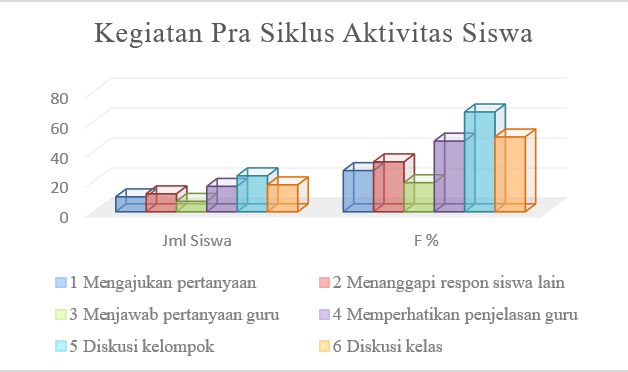 Kegiatan Pra Siklus Aktivitas Siswa
80
60
40
20
0
Jml Siswa F %
1 Mengajukan pertanyaan 2 Menanggapi respon siswa lain
3 Menjawab pertanyaan guru 4 Memperhatikan penjelasan guru
5 Diskusi kelompok 6 Diskusi kelas